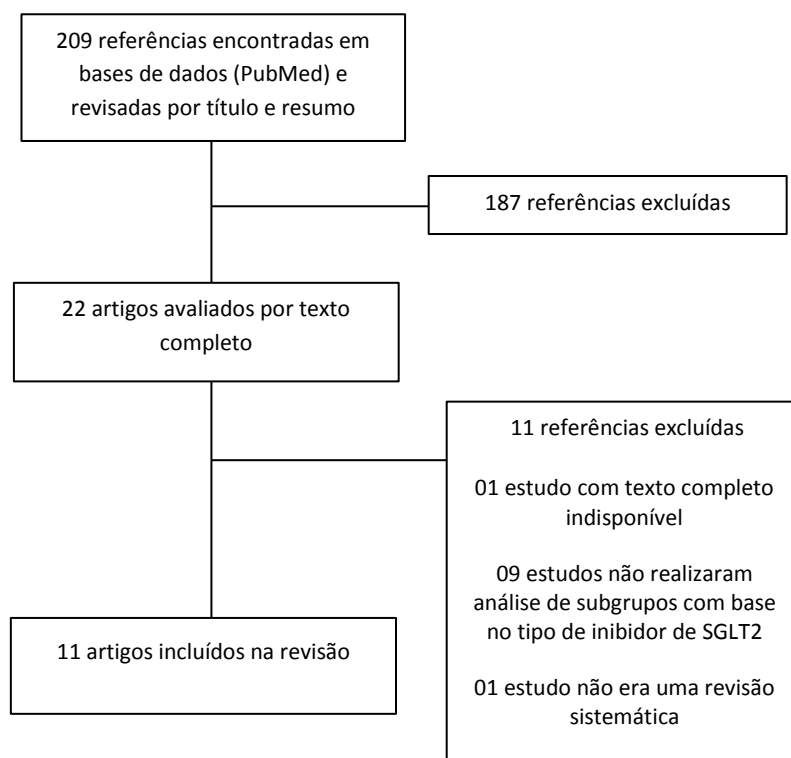 209 referências encontradas em
bases de dados (PubMed) e
revisadas por título e resumo
187 referências excluídas
22 artigos avaliados por texto
completo
11 referências excluídas
01 estudo com texto completo
indisponível
09 estudos não realizaram
análise de subgrupos com base
no tipo de inibidor de SGLT2
01 estudo não era uma revisão
sistemática
11 artigos incluídos na revisão